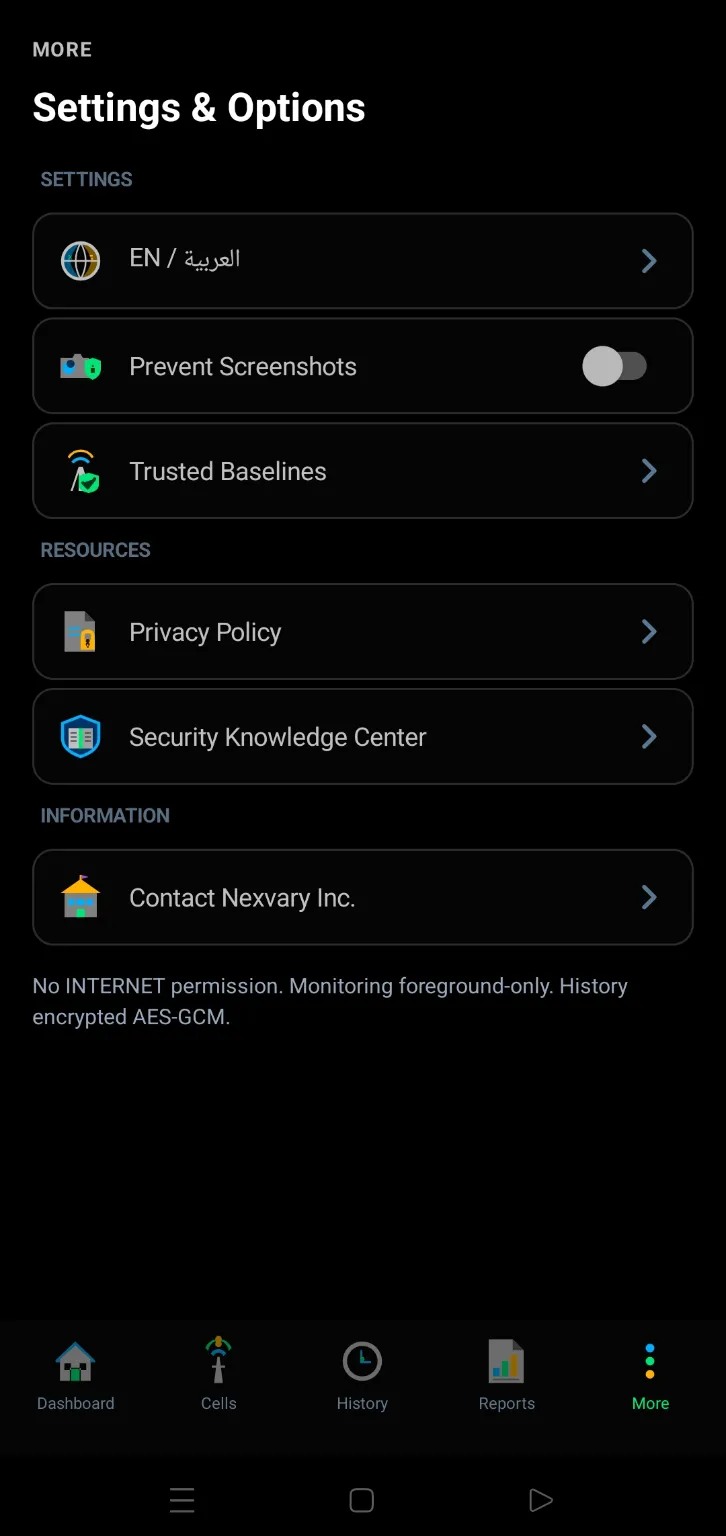 MORE
Settings & Options
SETTINGS
EN / العربية
Prevent Screenshots
Trusted Baselines
RESOURCES
Privacy Policy
Security Knowledge Center
INFORMATION
Contact Nexvary Inc.
No INTERNET permission. Monitoring foreground-only. History
encrypted AES-GCM.
Dashboard
Cells
History
Reports
More